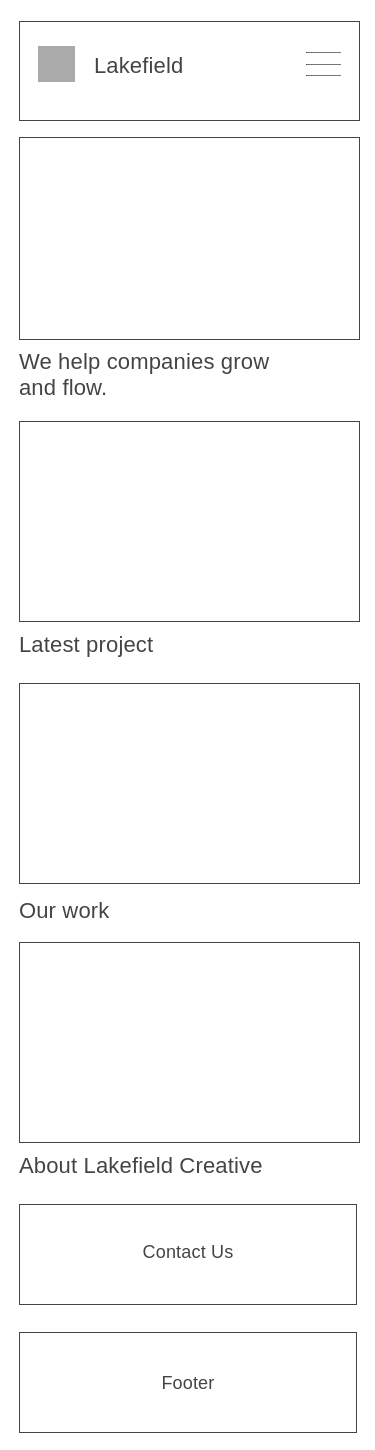 Lakefield
We help companies grow
and flow.
Latest project
Our work
About Lakefield Creative
Contact Us
Footer